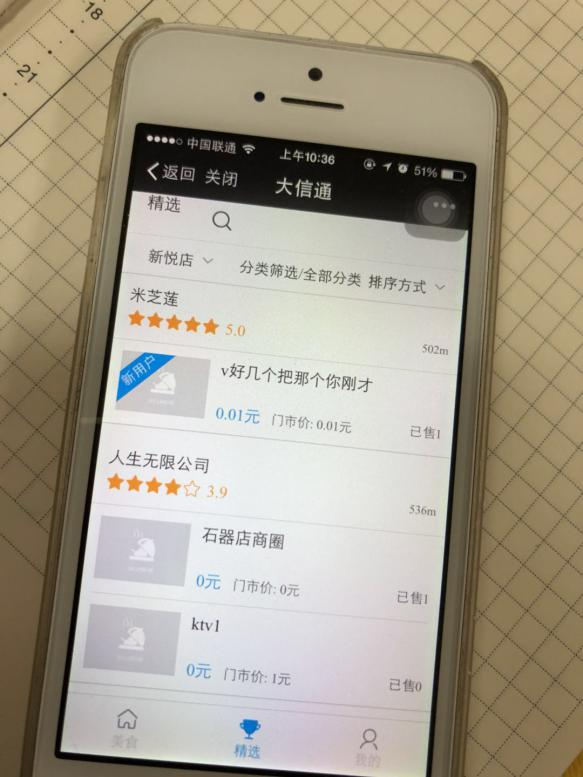 18
21
中国联通 上午10:36 51%
返回 关闭 大信通
精选
新悦店 分类筛选/全部分类 排序方式
米芝莲
5.0 502m
新用户
v好几个把那个你刚才
0.01元 门市价: 0.01元 已售1
人生无限公司
3.9 536m
石器店商圈
0元 门市价: 0元 已售1
ktv1
0元 门市价: 1元 已售0
美食 精选 我的